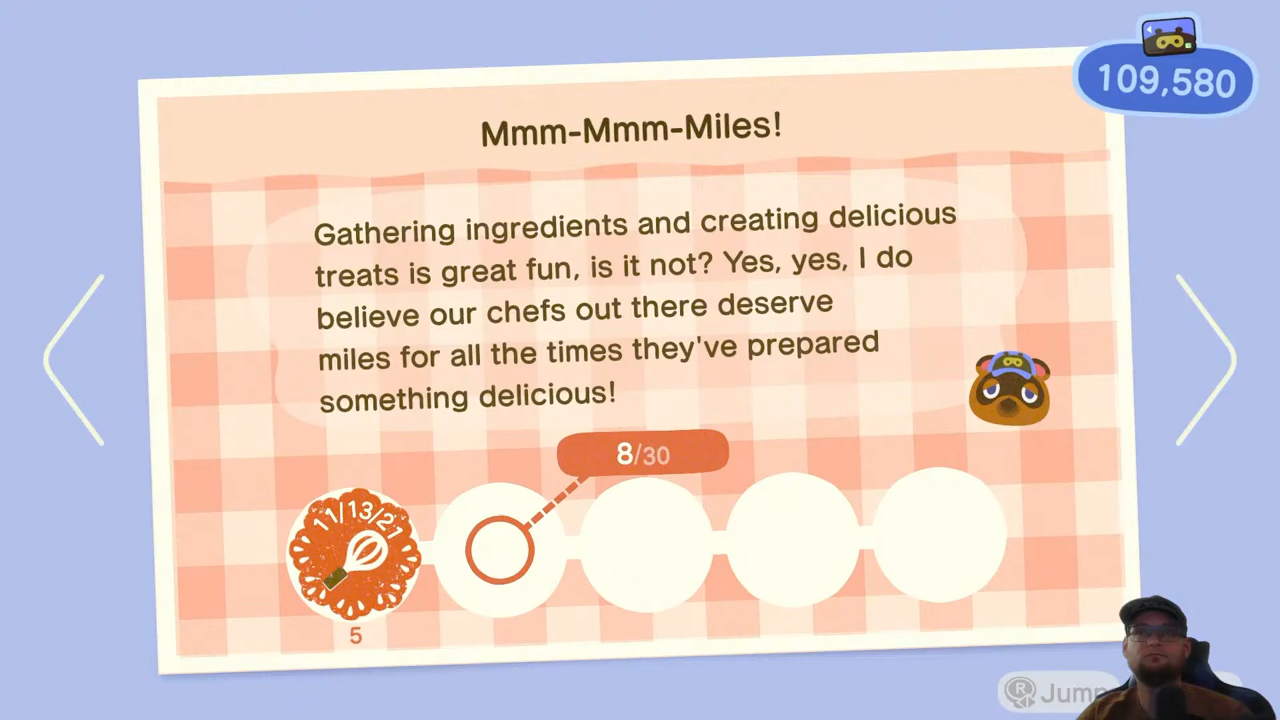 109,580
Mmm-Mmm-Miles!
Gathering ingredients and creating delicious
treats is great fun, is it not? Yes, yes, I do
believe our chefs out there deserve
miles for all the times they've prepared
something delicious!
8/30
11/13/21
5
R Jump